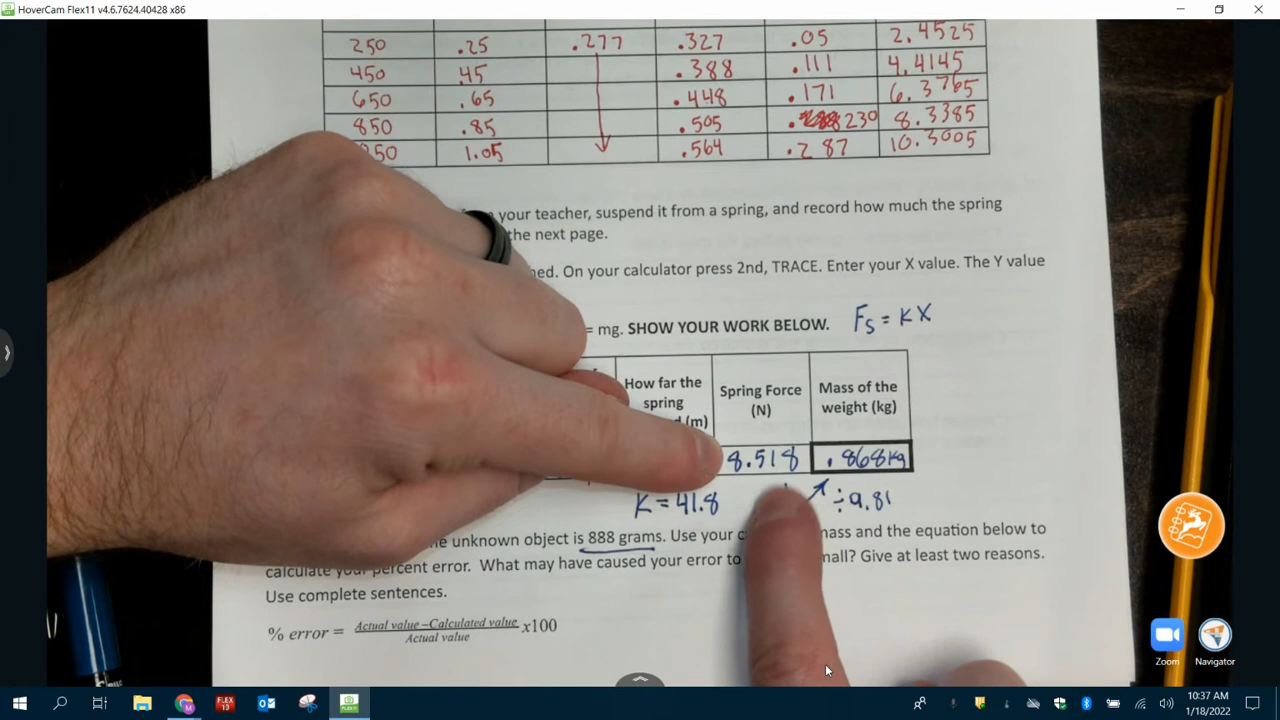 HoverCam Flex11 v4.6.7624.40428 x86
250 .25 .277 .327 .05 2.4525
450 .45 .388 .111 4.4145
650 .65 .448 .171 6.3765
850 .85 .505 .230 8.3385
050 1.05 .564 .287 10.3005
your teacher, suspend it from a spring, and record how much the spring
the next page.
ned. On your calculator press 2nd, TRACE. Enter your X value. The Y value
= mg. SHOW YOUR WORK BELOW. Fs = KX
How far the
spring
(m)
Spring Force
(N)
Mass of the
weight (kg)
8.518 .868kg
K = 41.8 ÷9.81
unknown object is 888 grams. Use your mass and the equation below to
calculate your percent error. What may have caused your error to Give at least two reasons.
Use complete sentences.
% error = Actual value –Calculated value / Actual value x100
Zoom
Navigator
FLEX
11
FLEX11
10:37 AM
1/18/2022